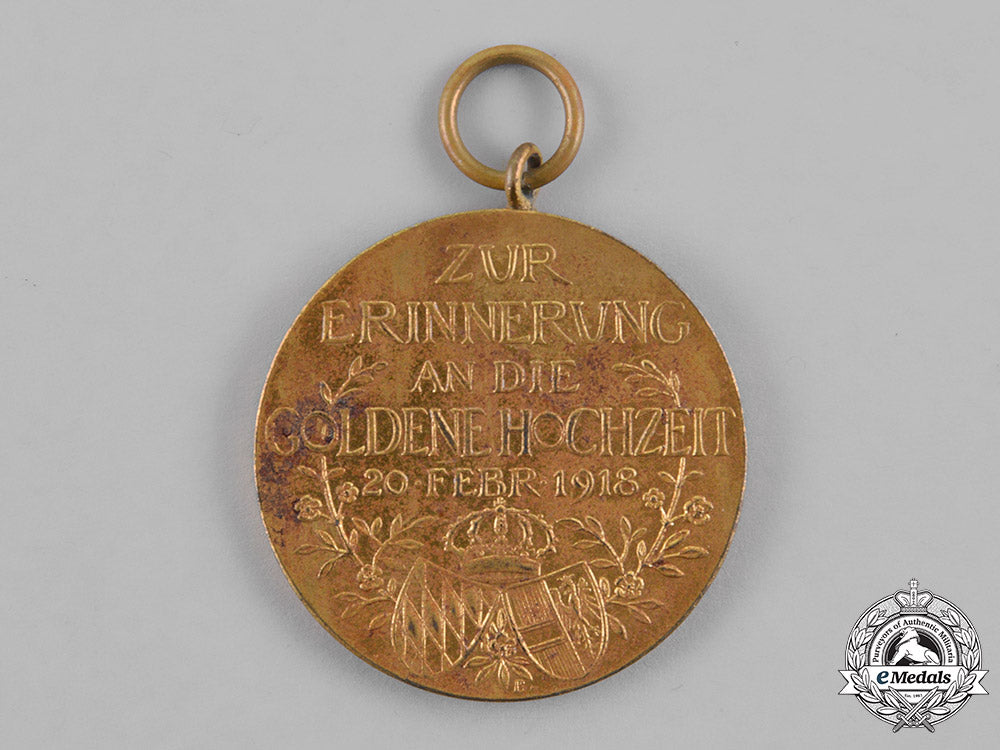 ZUR
ERINNERUNG
AN DIE
GOLDENE HOCHZEIT
20 · FEBR · 1918
Purveyors of Authentic Militaria
eMedals